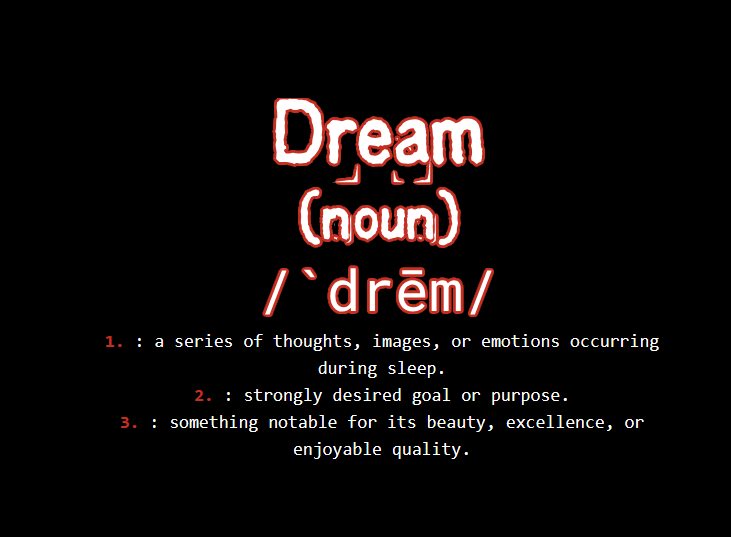 Dream
(noun)
/`drēm/
1. : a series of thoughts, images, or emotions occurring
during sleep.
2. : strongly desired goal or purpose.
3. : something notable for its beauty, excellence, or
enjoyable quality.